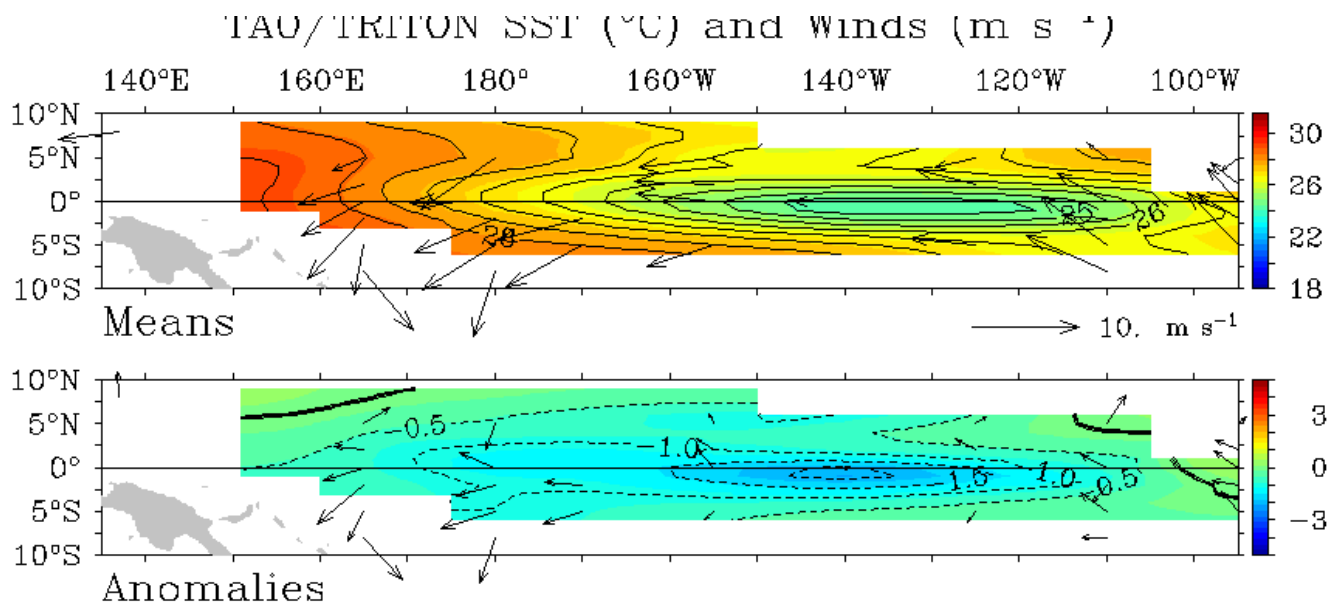 TAO/TRITON SST (°C) and Winds (m s⁻¹)
140°E 160°E 180° 160°W 140°W 120°W 100°W
10°N
5°N
0°
5°S
10°S
28
25
26
30
26
22
18
Means
10. m s⁻¹
10°N
5°N
0°
5°S
10°S
0.5
1.0
1.5
1.0
0.5
3
0
−3
Anomalies